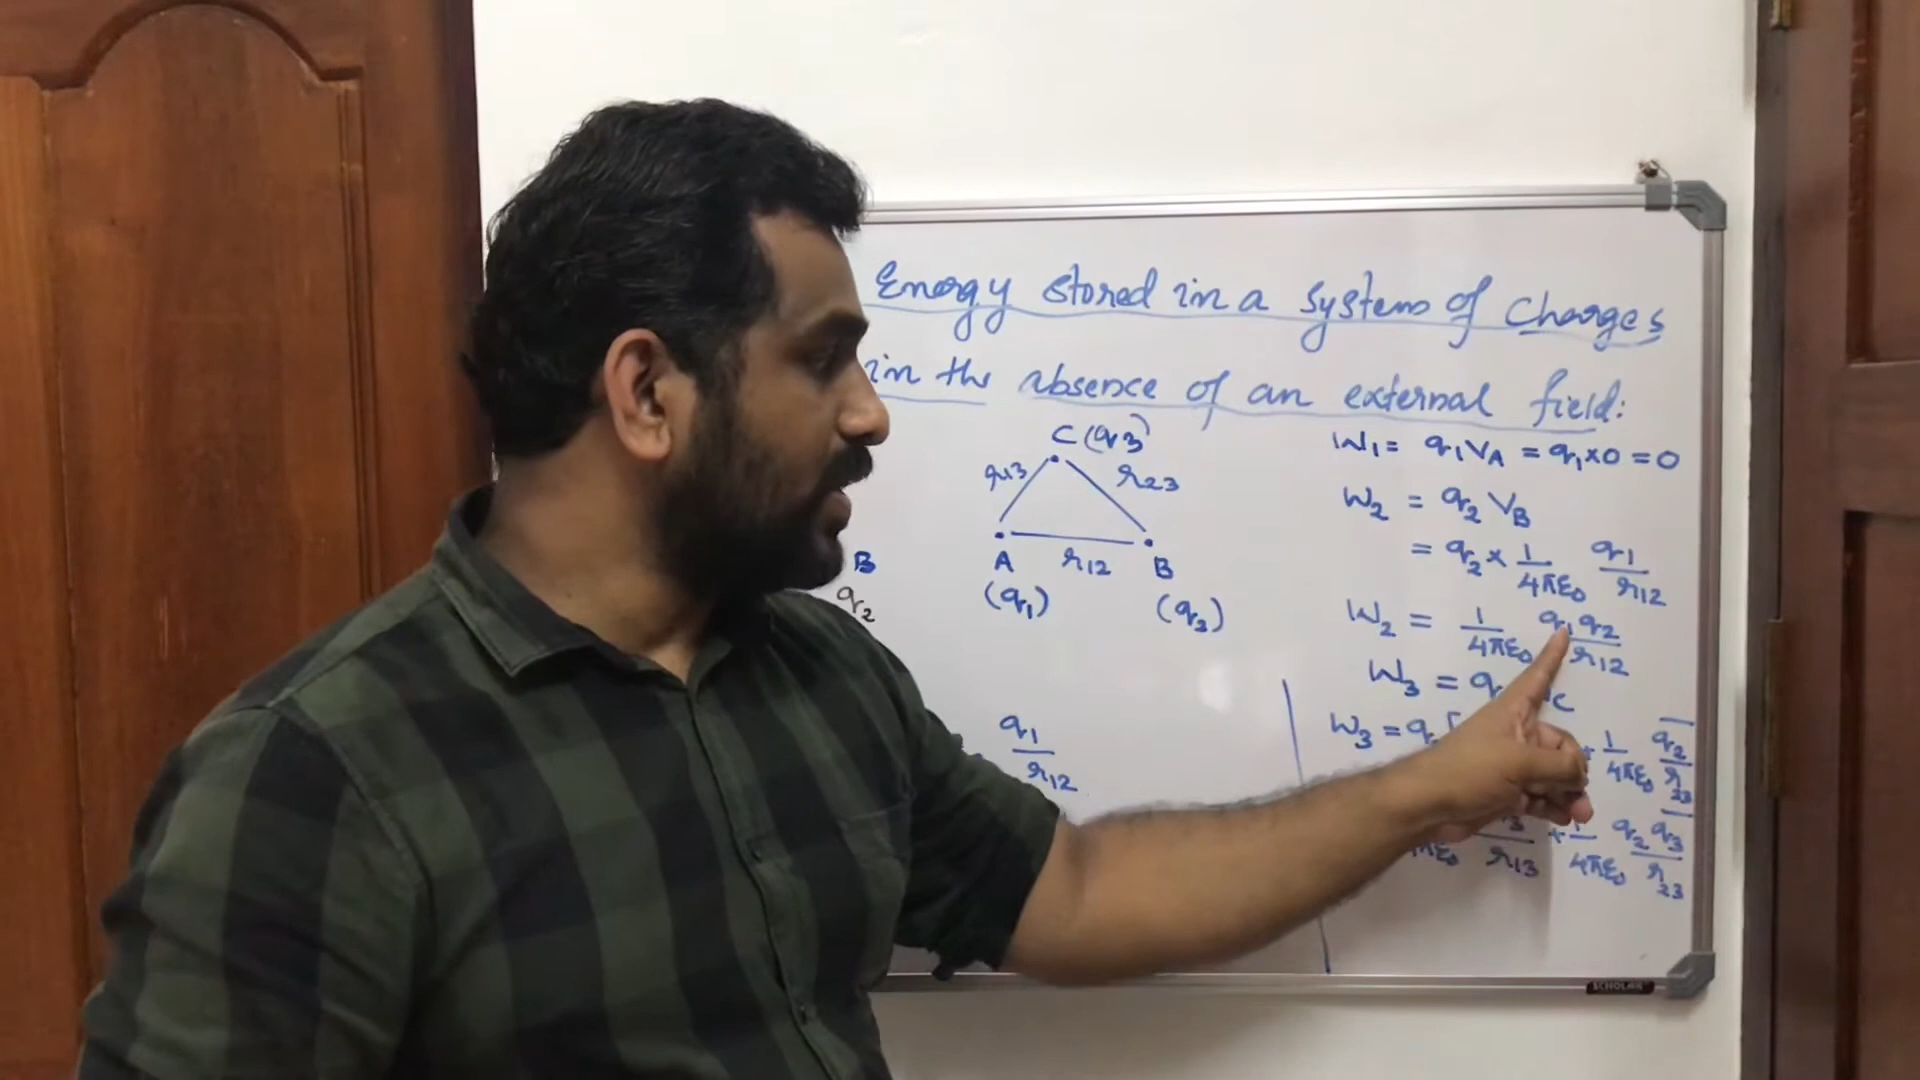 Energy stored in a system of charges
in the absence of an external field:
C (q3)
r13
r23
A
r12
B
(q1)
(q2)
B
q2
q1
r12
W1 = q1VA = q1×0 = 0
W2 = q2 VB
= q2 × 1/4πε0 q1/r12
W2 = 1/4πε0 q1q2/r12
W3 = q
C
W3 = q
+ 1/4πε0 q2/r23
r13 + 1/4πε0 q2q3/r23
SCHOLAR